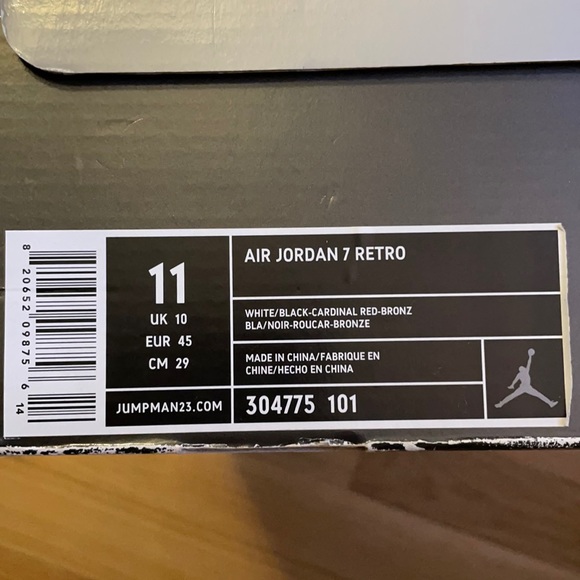 8 20652 09875 6
14
11
UK 10
EUR 45
CM 29
JUMPMAN23.COM
AIR JORDAN 7 RETRO
WHITE/BLACK-CARDINAL RED-BRONZ
BLA/NOIR-ROUCAR-BRONZE
MADE IN CHINA/FABRIQUE EN
CHINE/HECHO EN CHINA
304775 101